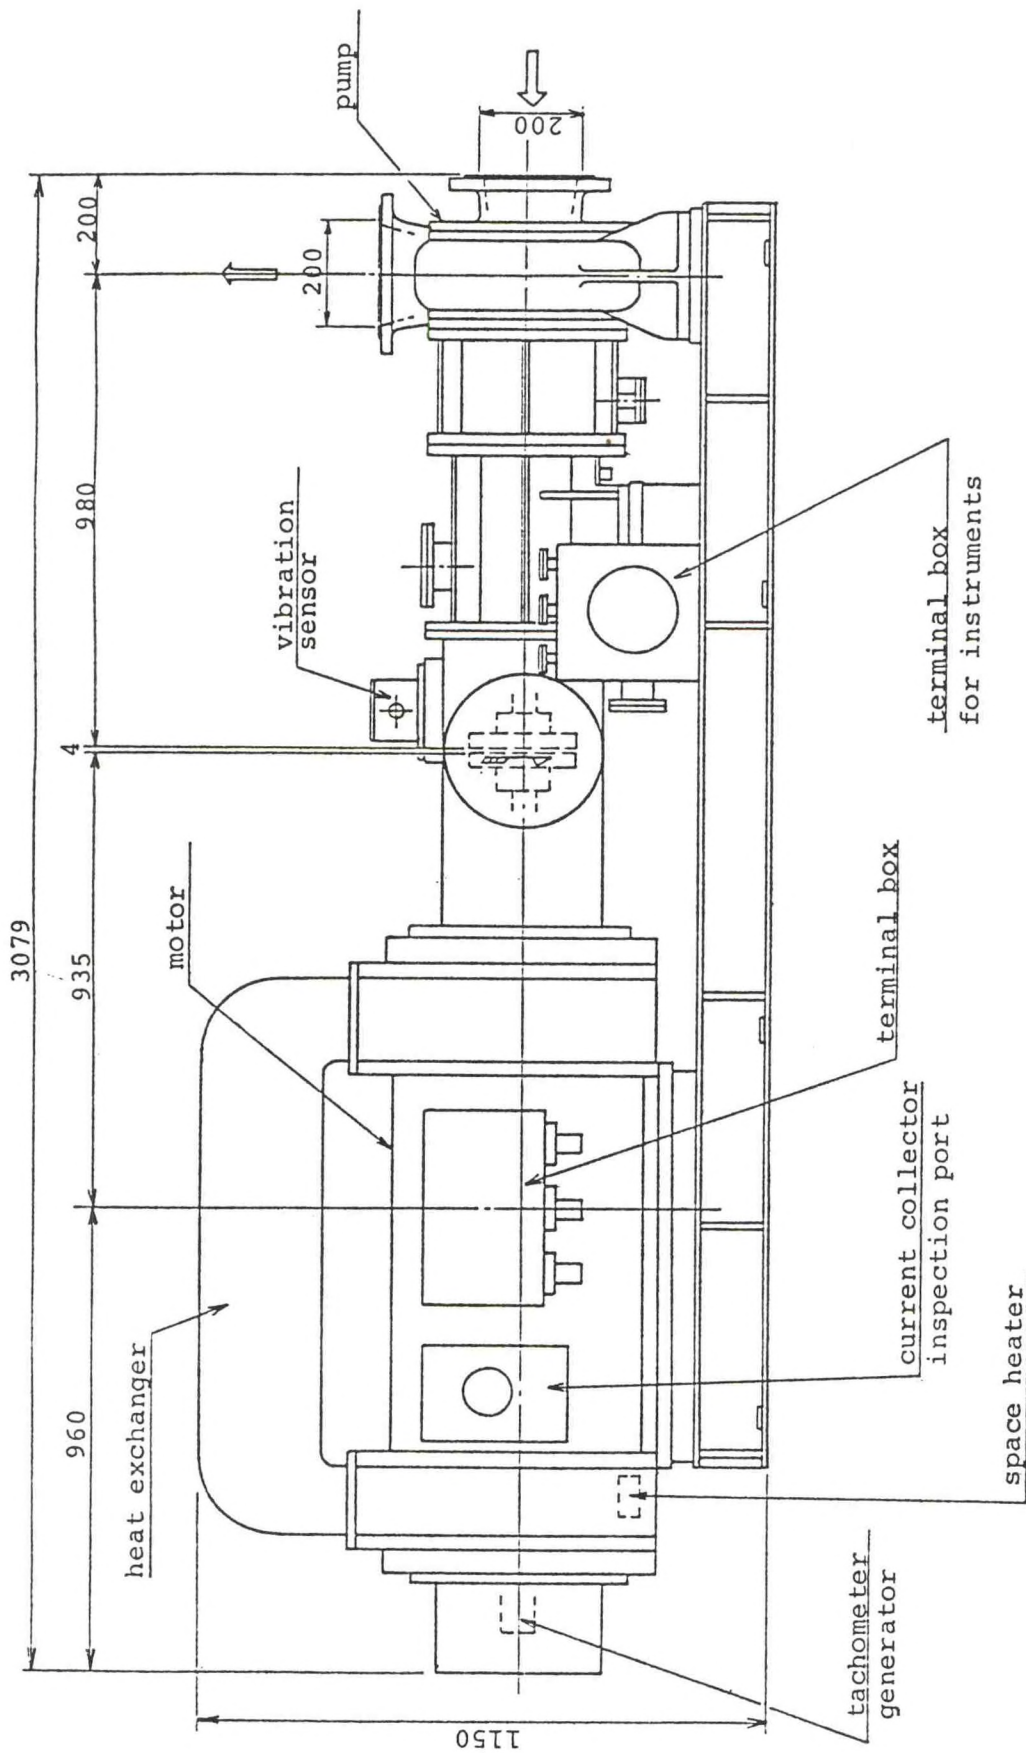 3079
960
935
4
980
200
heat exchanger
motor
vibration
sensor
200
pump
200
1150
tachometer
generator
space heater
current collector
inspection port
terminal box
terminal box
for instruments